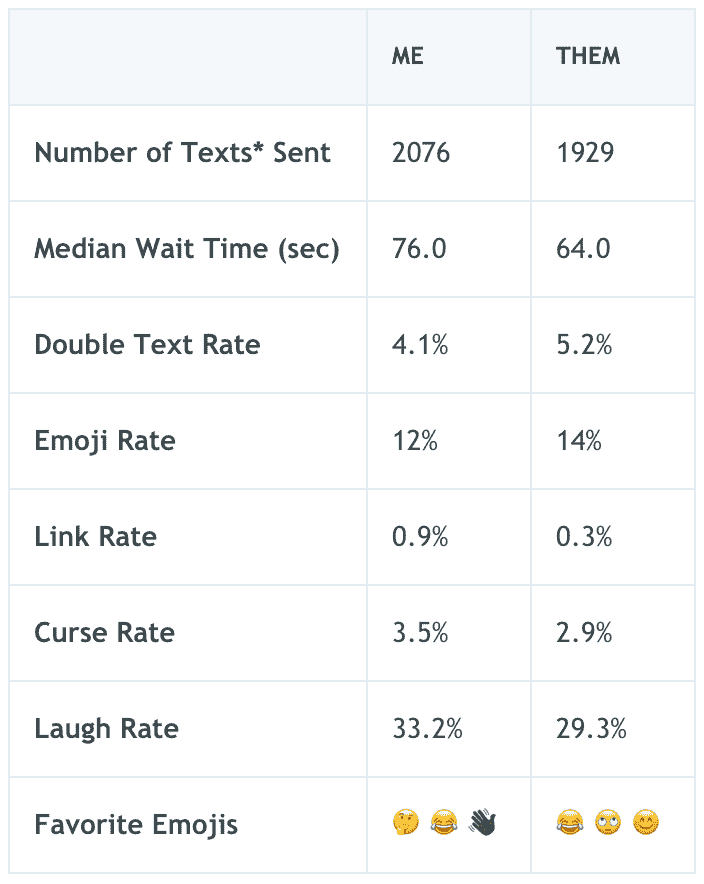 ME THEM
Number of Texts* Sent 2076 1929
Median Wait Time (sec) 76.0 64.0
Double Text Rate 4.1% 5.2%
Emoji Rate 12% 14%
Link Rate 0.9% 0.3%
Curse Rate 3.5% 2.9%
Laugh Rate 33.2% 29.3%
Favorite Emojis 🤔 😂 👋🏿 😂 🙄 😊